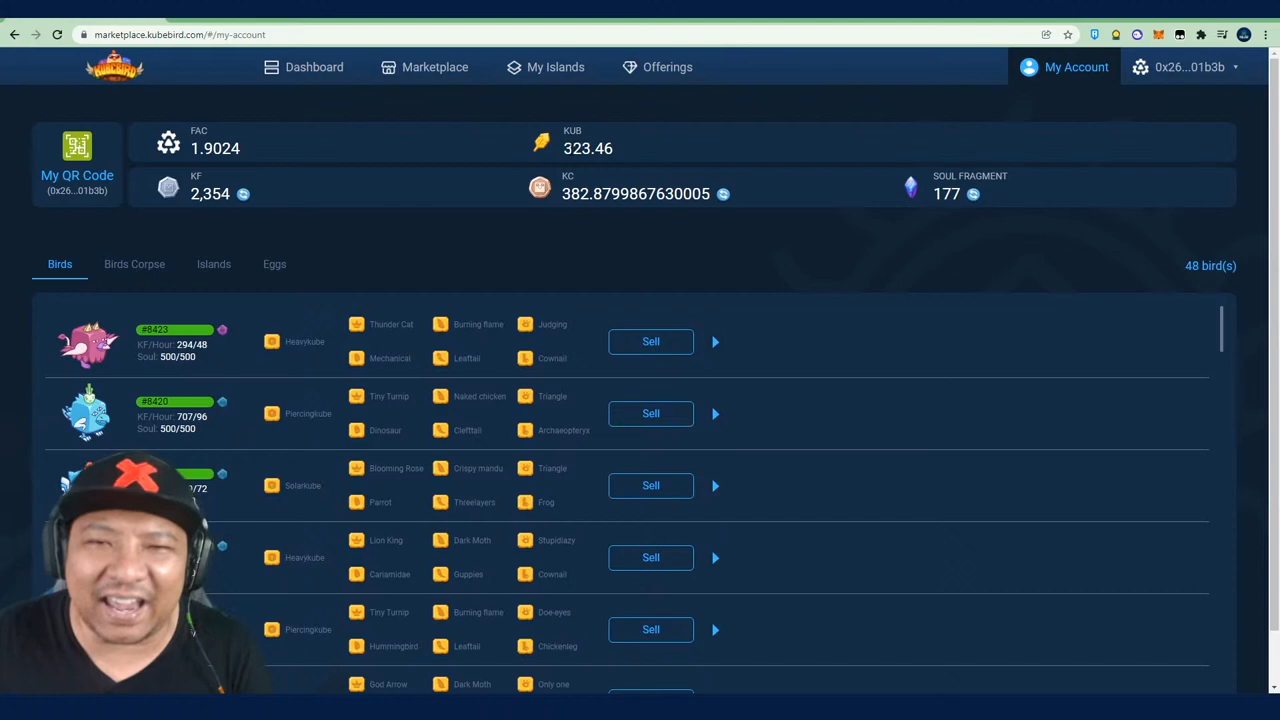 marketplace.kubebird.com/#/my-account
KUBEBIRD
Dashboard
Marketplace
My Islands
Offerings
My Account
0x26...01b3b
My QR Code
(0x26...01b3b)
FAC
1.9024
KUB
323.46
KF
2,354
KC
382.8799867630005
SOUL FRAGMENT
177
Birds
Birds Corpse
Islands
Eggs
48 bird(s)
#8423
KF/Hour: 294/48
Soul: 500/500
Heavykube
Thunder Cat
Burning flame
Judging
Mechanical
Leaftail
Cownail
Sell
#8420
KF/Hour: 707/96
Soul: 500/500
Piercingkube
Tiny Turnip
Naked chicken
Triangle
Dinosaur
Clefttail
Archaeopteryx
Sell
/72
Solarkube
Blooming Rose
Crispy mandu
Triangle
Parrot
Threelayers
Frog
Sell
Heavykube
Lion King
Dark Moth
Stupidlazy
Cariamidae
Guppies
Cownail
Sell
Piercingkube
Tiny Turnip
Burning flame
Doe-eyes
Hummingbird
Leaftail
Chickenleg
Sell
God Arrow
Dark Moth
Only one